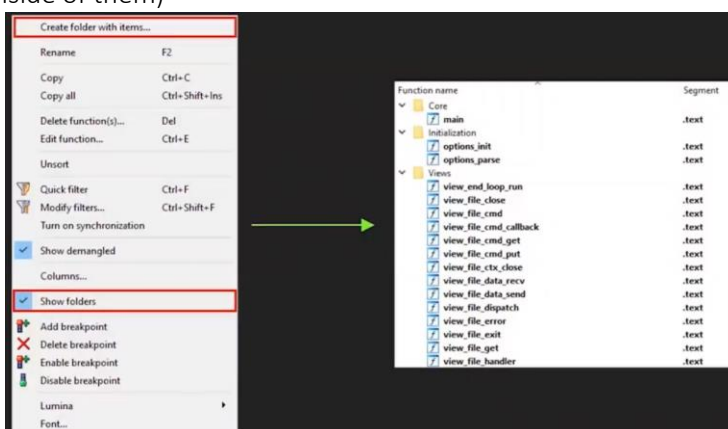 nside of them)
Create folder with items...
Rename F2
Copy Ctrl+C
Copy all Ctrl+Shift+Ins
Delete function(s)... Del
Edit function... Ctrl+E
Unsort
Quick filter Ctrl+F
Modify filters... Ctrl+Shift+F
Turn on synchronization
Show demangled
Columns...
Show folders
Add breakpoint
Delete breakpoint
Enable breakpoint
Disable breakpoint
Lumina
Font...
Function name Segment
Core
f main .text
Initialization
f options_init .text
f options_parse .text
Views
f view_end_loop_run .text
f view_file_close .text
f view_file_cmd .text
f view_file_cmd_callback .text
f view_file_cmd_get .text
f view_file_cmd_put .text
f view_file_ctx_close .text
f view_file_data_recv .text
f view_file_data_send .text
f view_file_dispatch .text
f view_file_error .text
f view_file_exit .text
f view_file_get .text
f view_file_handler .text